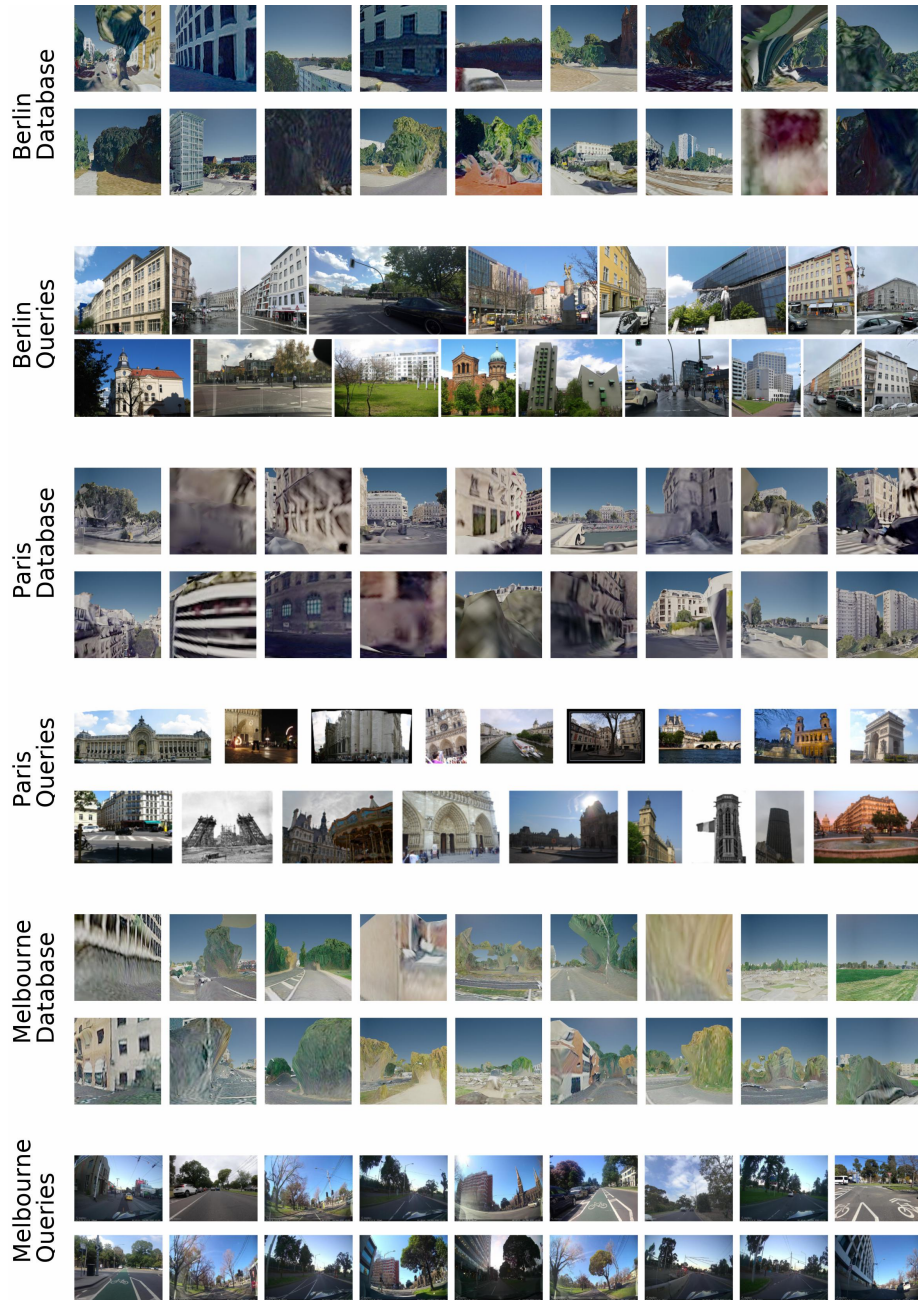 Berlin
Database
Berlin
Queries
Paris
Database
Paris
Queries
Melbourne
Database
Melbourne
Queries